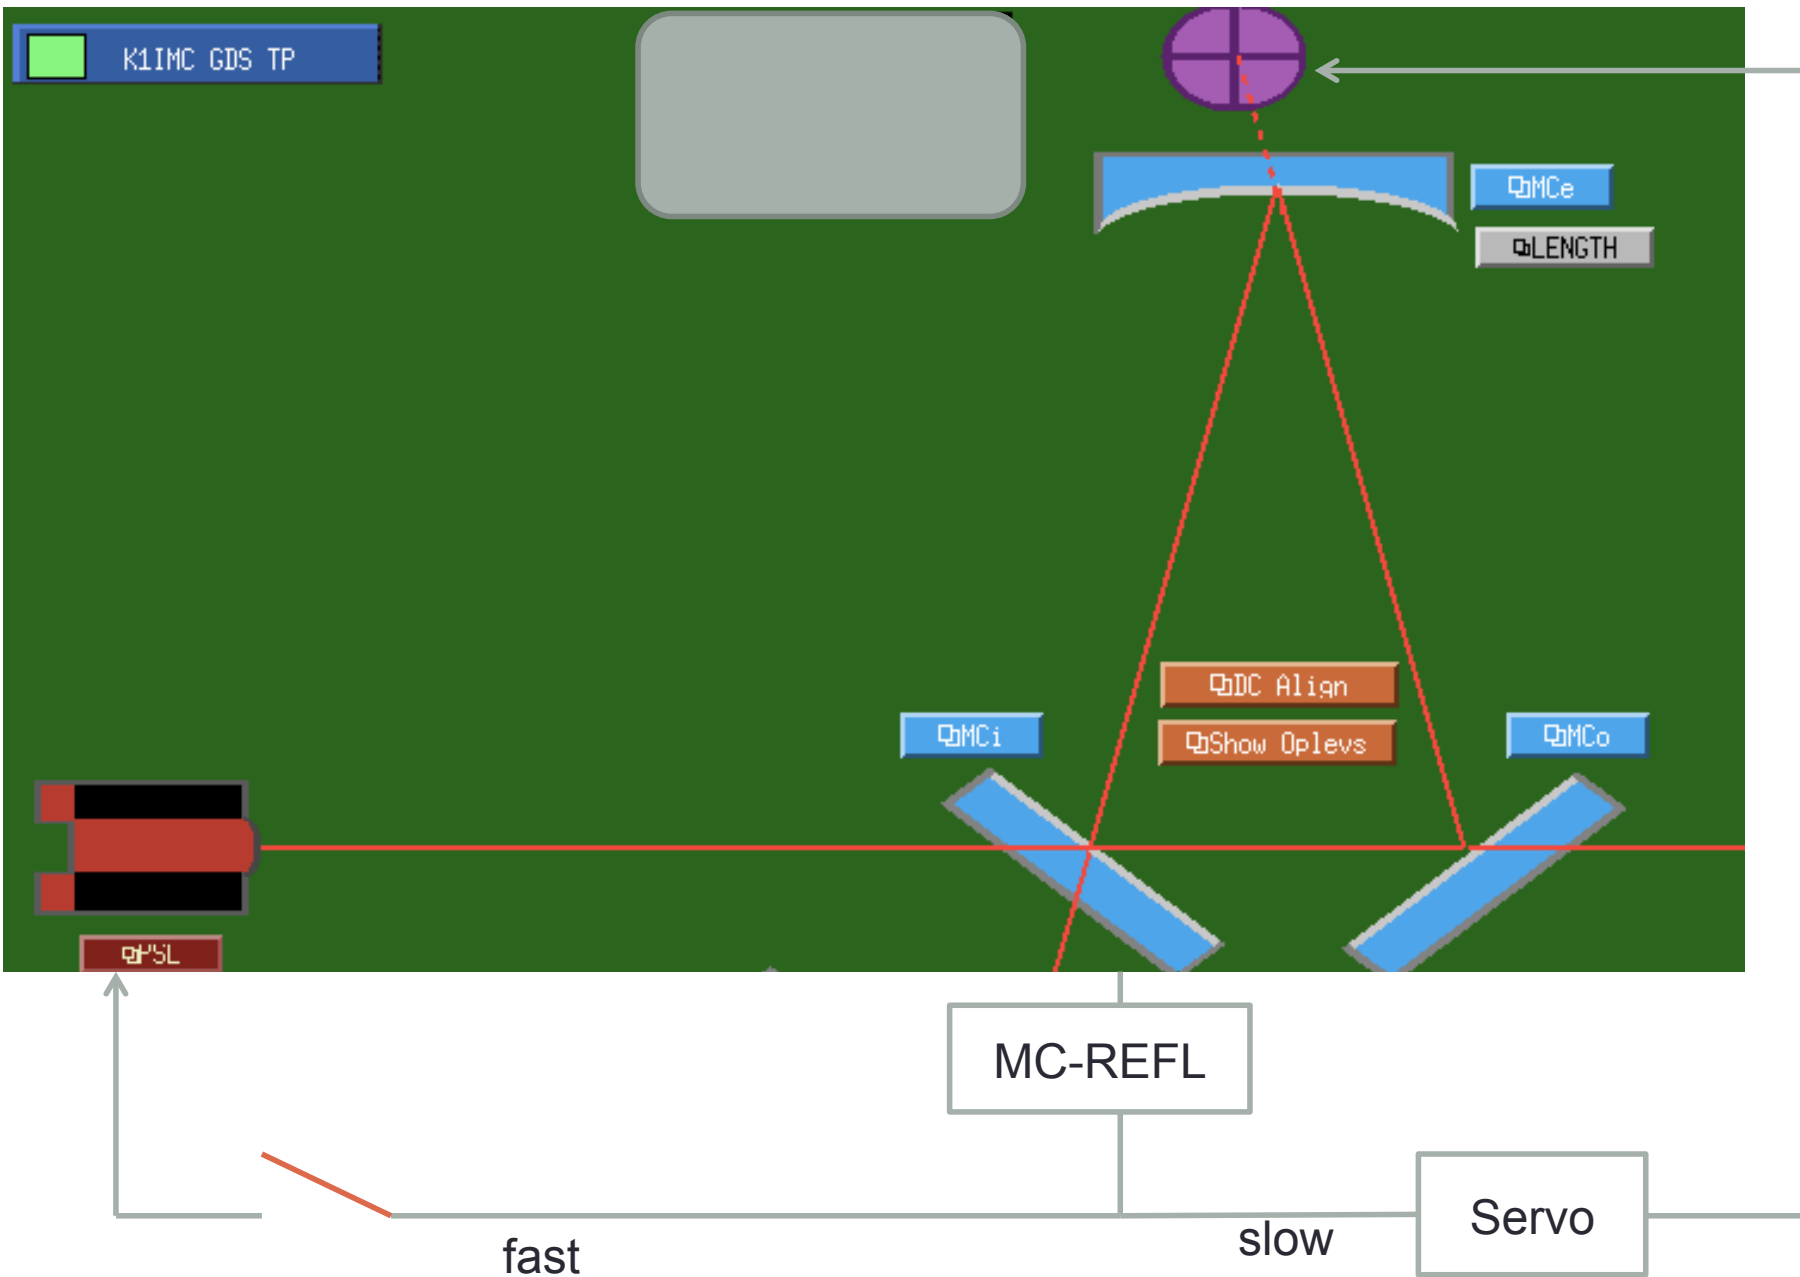 K1IMC GDS TP
MCe
LENGTH
DC Align
MCi
Show Oplevs
MCo
PSL
MC-REFL
Servo
slow
fast